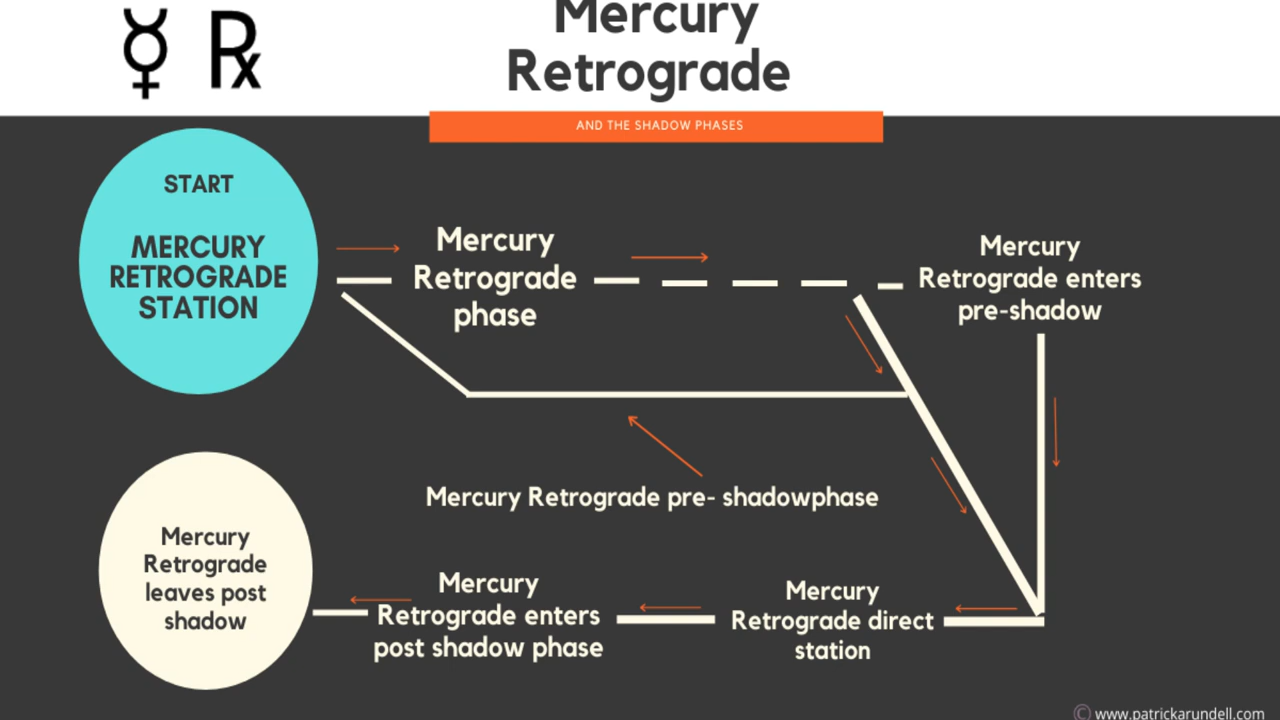 Mercury
Retrograde
AND THE SHADOW PHASES
START
MERCURY
RETROGRADE
STATION
Mercury
Retrograde
phase
Mercury
Retrograde enters
pre-shadow
Mercury Retrograde pre- shadowphase
Mercury
Retrograde
leaves post
shadow
Mercury
Retrograde enters
post shadow phase
Mercury
Retrograde direct
station
© www.patrickarundell.com